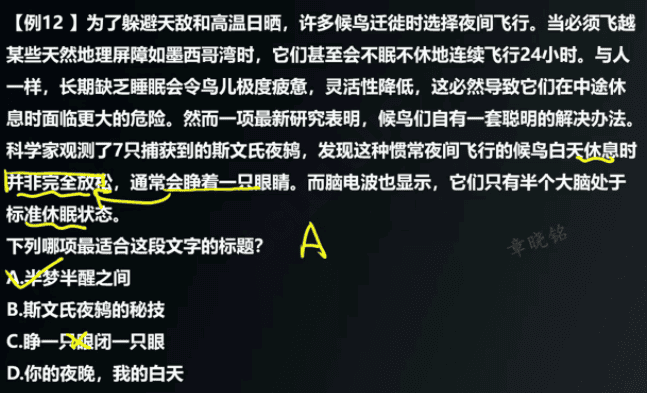 【例12 】为了躲避天敌和高温日晒，许多候鸟迁徙时选择夜间飞行。当必须飞越
某些天然地理屏障如墨西哥湾时，它们甚至会不眠不休地连续飞行24小时。与人
一样，长期缺乏睡眠会令鸟儿极度疲惫，灵活性降低，这必然导致它们在中途休
息时面临更大的危险。然而一项最新研究表明，候鸟们自有一套聪明的解决办法。
科学家观测了7只捕获到的斯文氏夜鸫，发现这种惯常夜间飞行的候鸟白天休息时
并非完全放松，通常会睁着一只眼睛。而脑电波也显示，它们只有半个大脑处于
标准休眠状态。
下列哪项最适合这段文字的标题？
A
章晓铭
A.半梦半醒之间
B.斯文氏夜鸫的秘技
C.睁一只眼闭一只眼
D.你的夜晚，我的白天